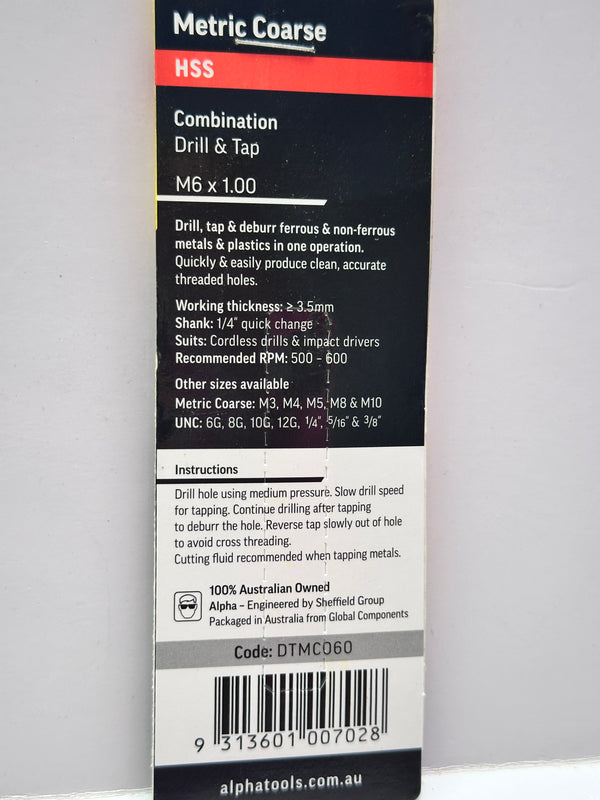 Metric Coarse
HSS
Combination
Drill & Tap
M6 x 1.00
Drill, tap & deburr ferrous & non-ferrous
metals & plastics in one operation.
Quickly & easily produce clean, accurate
threaded holes.
Working thickness: ≥ 3.5mm
Shank: 1/4" quick change
Suits: Cordless drills & impact drivers
Recommended RPM: 500 - 600
Other sizes available
Metric Coarse: M3, M4, M5, M8 & M10
UNC: 6G, 8G, 10G, 12G, 1/4", 5/16" & 3/8"
Instructions
Drill hole using medium pressure. Slow drill speed
for tapping. Continue drilling after tapping
to deburr the hole. Reverse tap slowly out of hole
to avoid cross threading.
Cutting fluid recommended when tapping metals.
100% Australian Owned
Alpha – Engineered by Sheffield Group
Packaged in Australia from Global Components
Code: DTMC060
9 313601 007028
alphatools.com.au